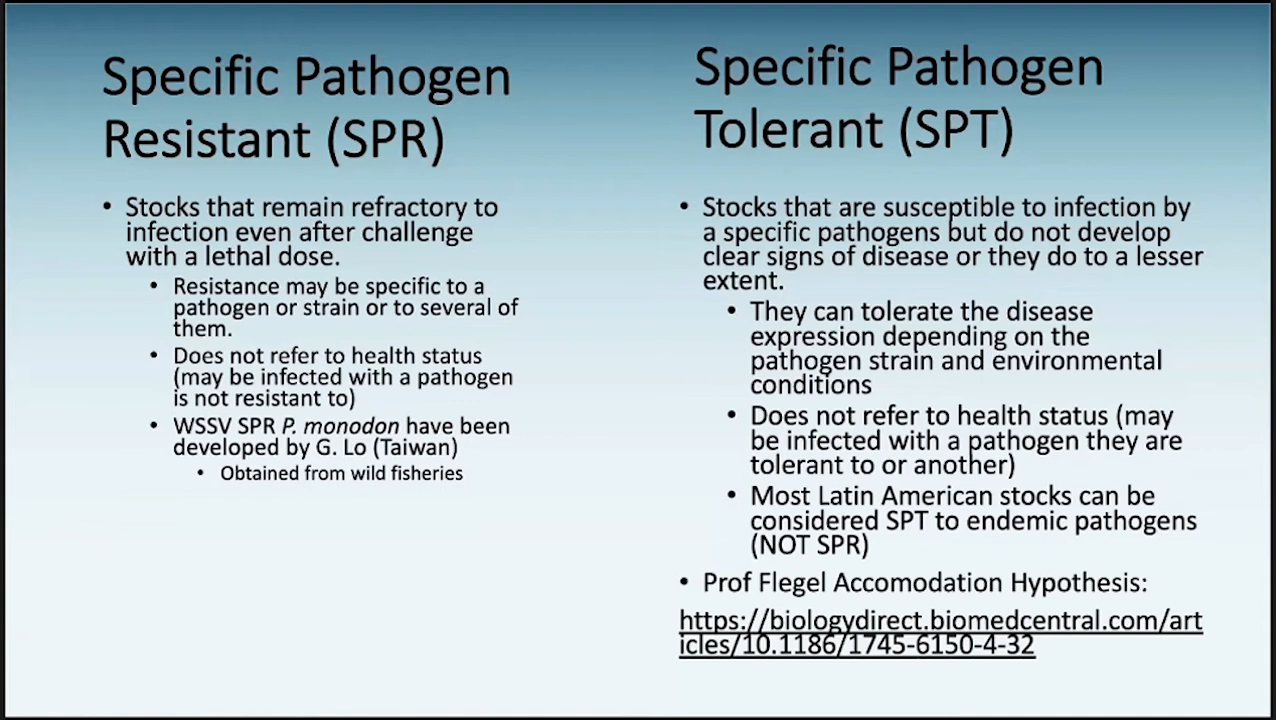 Specific Pathogen
Resistant (SPR)
• Stocks that remain refractory to
infection even after challenge
with a lethal dose.
• Resistance may be specific to a
pathogen or strain or to several of
them.
• Does not refer to health status
(may be infected with a pathogen
is not resistant to)
• WSSV SPR P. monodon have been
developed by G. Lo (Taiwan)
• Obtained from wild fisheries
Specific Pathogen
Tolerant (SPT)
• Stocks that are susceptible to infection by
a specific pathogens but do not develop
clear signs of disease or they do to a lesser
extent.
• They can tolerate the disease
expression depending on the
pathogen strain and environmental
conditions
• Does not refer to health status (may
be infected with a pathogen they are
tolerant to or another)
• Most Latin American stocks can be
considered SPT to endemic pathogens
(NOT SPR)
• Prof Flegel Accomodation Hypothesis:
https://biologydirect.biomedcentral.com/art
icles/10.1186/1745-6150-4-32